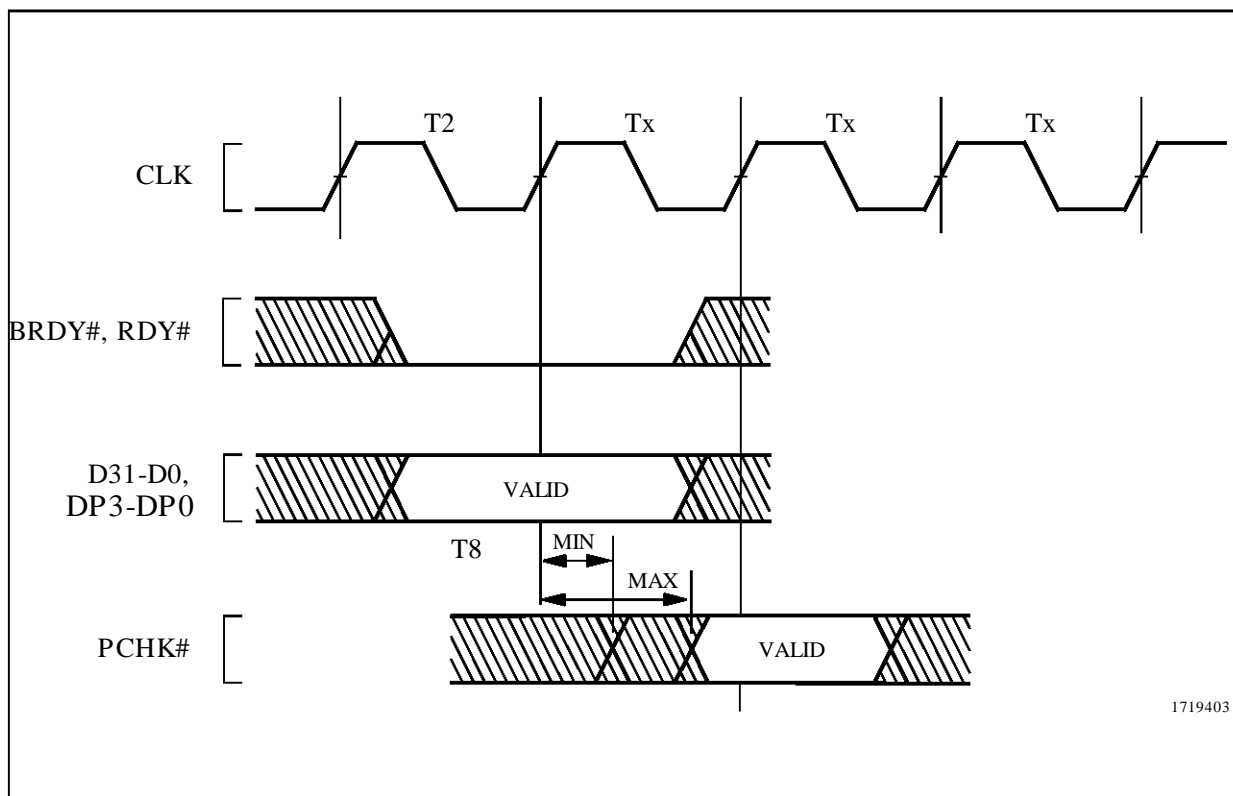 T2 Tx Tx Tx
CLK
BRDY#, RDY#
D31-D0,
DP3-DP0
VALID
T8
MIN
MAX
PCHK#
VALID
1719403